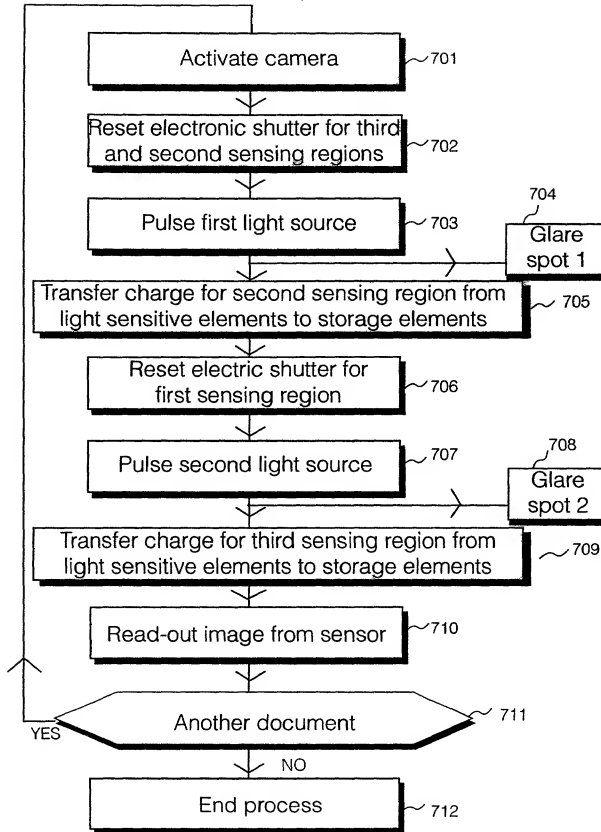 Activate camera
701
Reset electronic shutter for third
and second sensing regions
702
Pulse first light source
703
704
Glare
spot 1
Transfer charge for second sensing region from
light sensitive elements to storage elements
705
Reset electric shutter for
first sensing region
706
Pulse second light source
707
708
Glare
spot 2
Transfer charge for third sensing region from
light sensitive elements to storage elements
709
Read-out image from sensor
710
Another document
711
YES
NO
End process
712